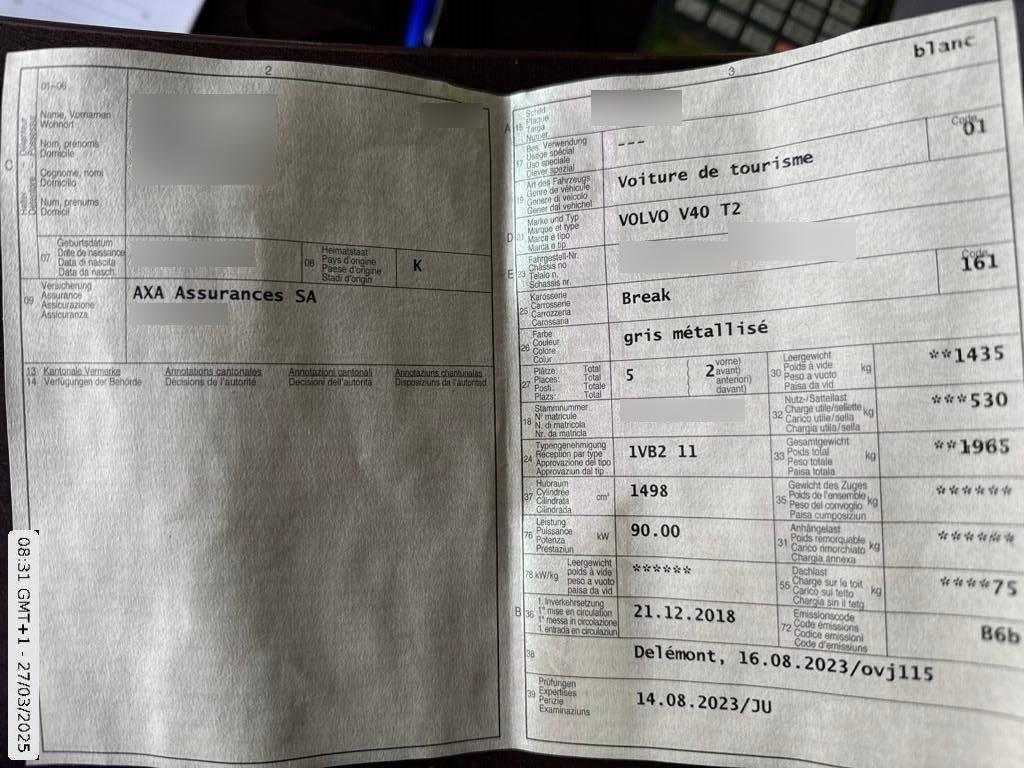 2
01-06
Name, Vornamen
Wohnort
Nom, prénoms
Domicile
Cognome, nomi
Domicilio
Num, prenums
Domicil
C
07
Geburtsdatum
Date de naissance
Data di nascita
Data da nasch.
08
Heimatstaat
Pays d'origine
Paese d'origine
Stadi d'origin
K
09
Versicherung
Assurance
Assicurazione
Assicuranza
AXA Assurances SA
13 Kantonale Vermerke Annotations cantonales Annotazioni cantonali Annotaziuns chantunalas
14 Verfügungen der Behörde Décisions de l'autorité Decisioni dell'autorità Disposiziuns da l'autoritad
3
blanc
A 15
Schild
Plaque
Targa
Numer
17
Bes. Verwendung
Usage spécial
Uso speciale
Diever spezial
---
Code
01
19
Art des Fahrzeugs
Genre de véhicule
Genere di veicolo
Gener dal vehichel
Voiture de tourisme
D 21
Marke und Typ
Marque et type
Marca e tipo
Marca e tip
VOLVO V40 T2
E 23
Fahrgestell-Nr.
Châssis no
Telaio n.
Schassis nr.
Code
161
25
Karosserie
Carrosserie
Carrozzeria
Carossaria
Break
26
Farbe
Couleur
Colore
Colur
gris métallisé
27
Plätze: Total
Places: Total
Posti: Totale
Plazs: Total
5
2
vorne)
avant)
anteriori)
davant)
30
Leergewicht
Poids à vide
Peso a vuoto
Paisa da vid
kg
**1435
18
Stammnummer
N° matricule
N. di matricola
Nr. da matricla
32
Nutz-/Sattellast
Charge utile/sellette
Carico utile/sella
Chargia utila/sella
kg
***530
24
Typengenehmigung
Réception par type
Approvazione del tipo
Approvaziun dal tip
1VB2 11
33
Gesamtgewicht
Poids total
Peso totale
Paisa totala
kg
**1965
37
Hubraum
Cylindrée
Cilindrata
Cilindrada
cm³
1498
35
Gewicht des Zuges
Poids de l'ensemble
Peso del convoglio
Paisa cumposiziun
kg
******
76
Leistung
Puissance
Potenza
Prestaziun
kW
90.00
31
Anhängelast
Poids remorquable
Carico rimorchiato
Chargia annexa
kg
******
78 kW/kg
Leergewicht
poids à vide
peso a vuoto
paisa da vid
******
55
Dachlast
Charge sur le toit
Carico sul tetto
Chargia sin il tetg
kg
****75
B 36
1. Inverkehrsetzung
1re mise en circulation
1a messa in circolazione
1. entrada en circulaziun
21.12.2018
72
Emissionscode
Code émissions
Codice emissioni
Code d'emissiuns
B6b
38
Delémont, 16.08.2023/ovj115
39
Prüfungen
Expertises
Perizie
Examinaziuns
14.08.2023/JU
08:31 GMT+1 - 27/03/2025